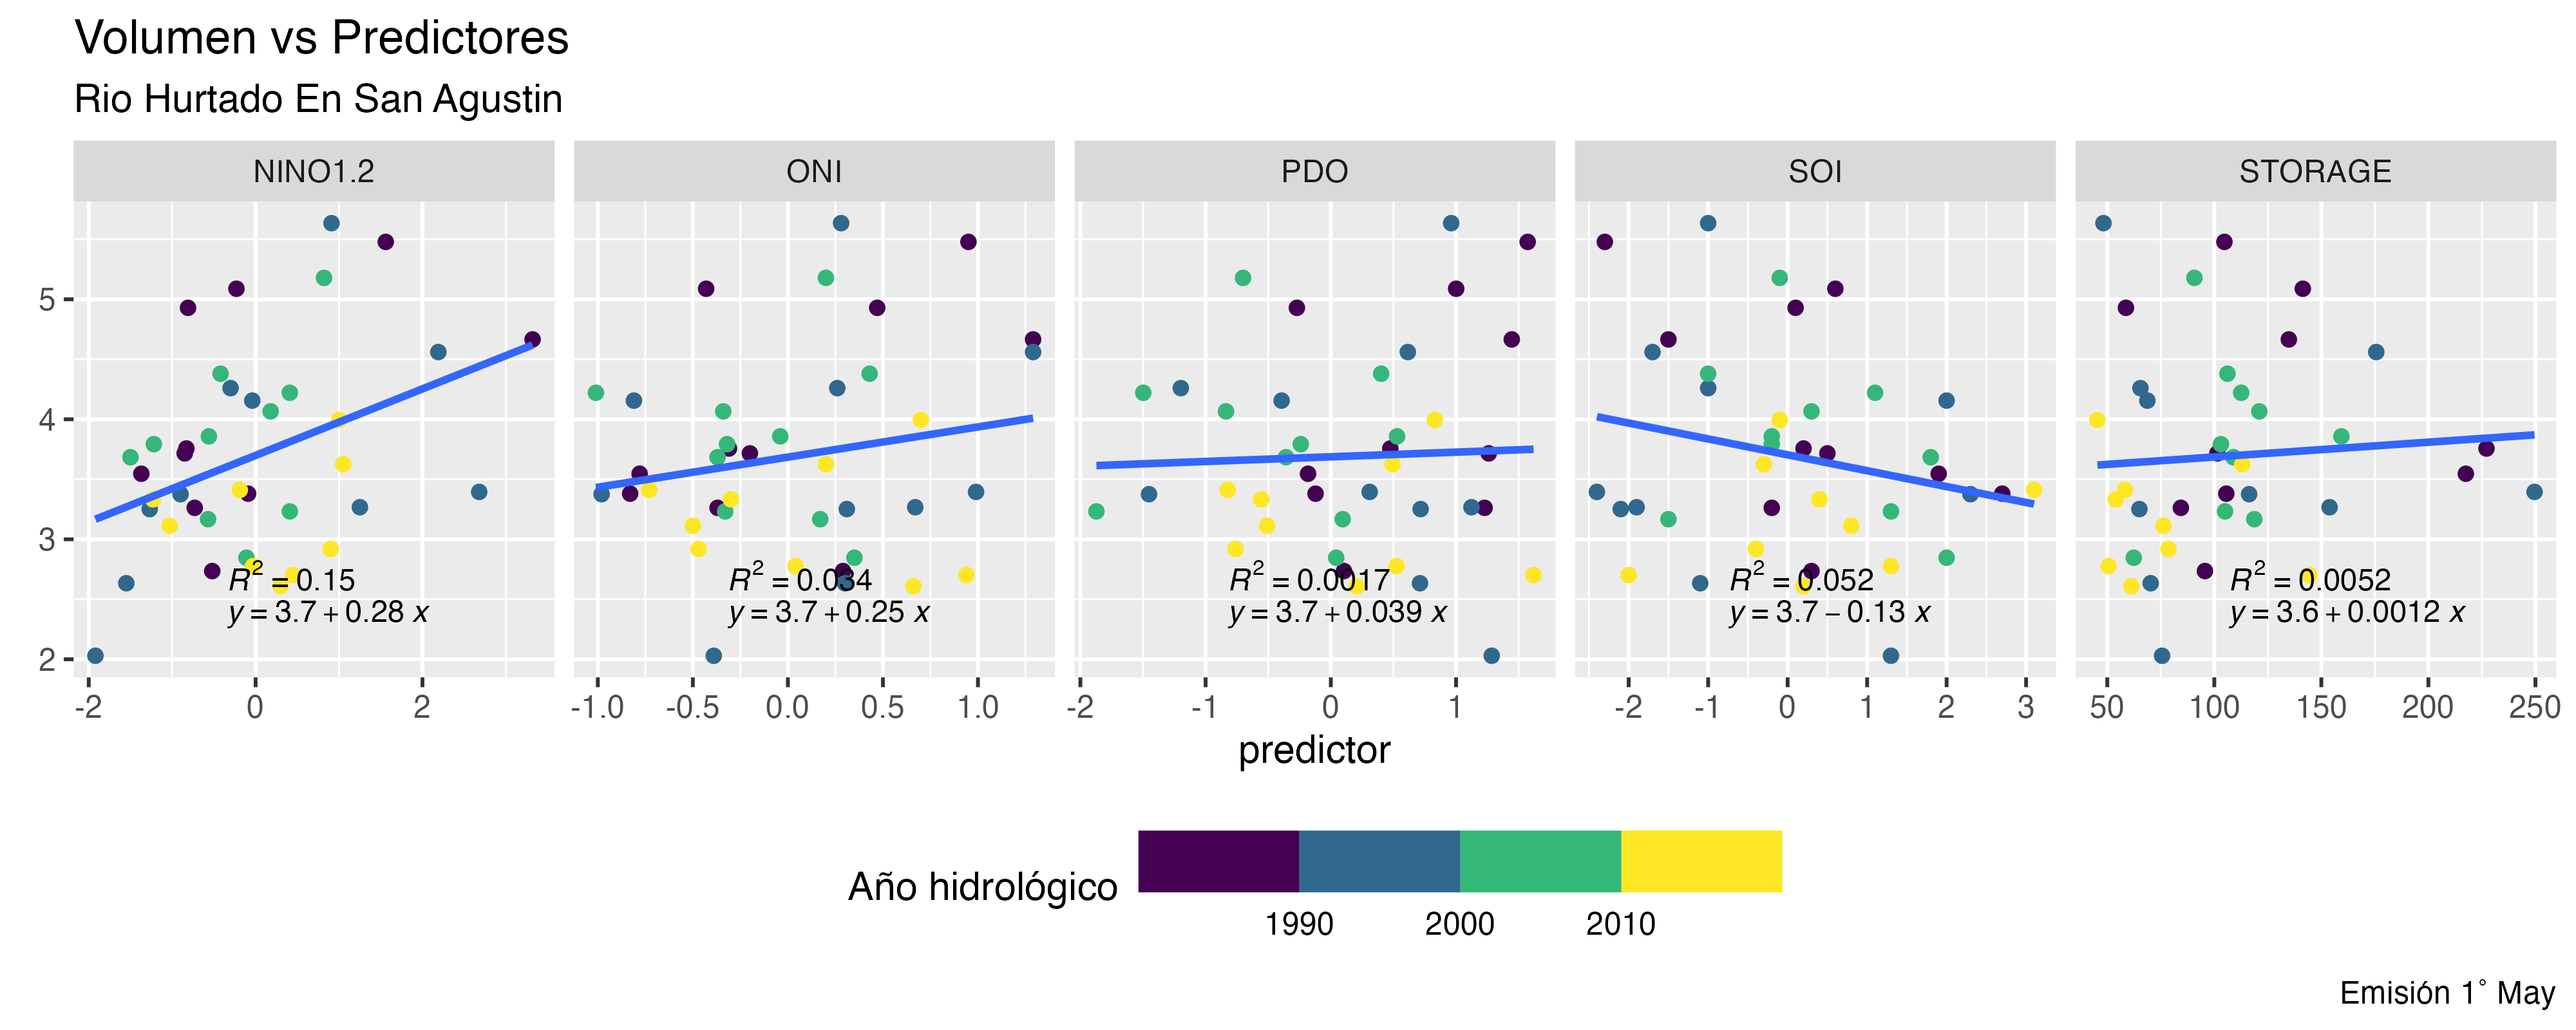 Volumen vs Predictores
Rio Hurtado En San Agustin
NINO1.2 ONI PDO SOI STORAGE
5
4
3
2
R² = 0.15 R² = 0.034 R² = 0.0017 R² = 0.052 R² = 0.0052
y = 3.7 + 0.28 x y = 3.7 + 0.25 x y = 3.7 + 0.039 x y = 3.7 − 0.13 x y = 3.6 + 0.0012 x
-2 0 2 -1.0 -0.5 0.0 0.5 1.0 -2 -1 0 1 -2 -1 0 1 2 3 50 100 150 200 250
predictor
Año hidrológico
1990 2000 2010
Emisión 1° May